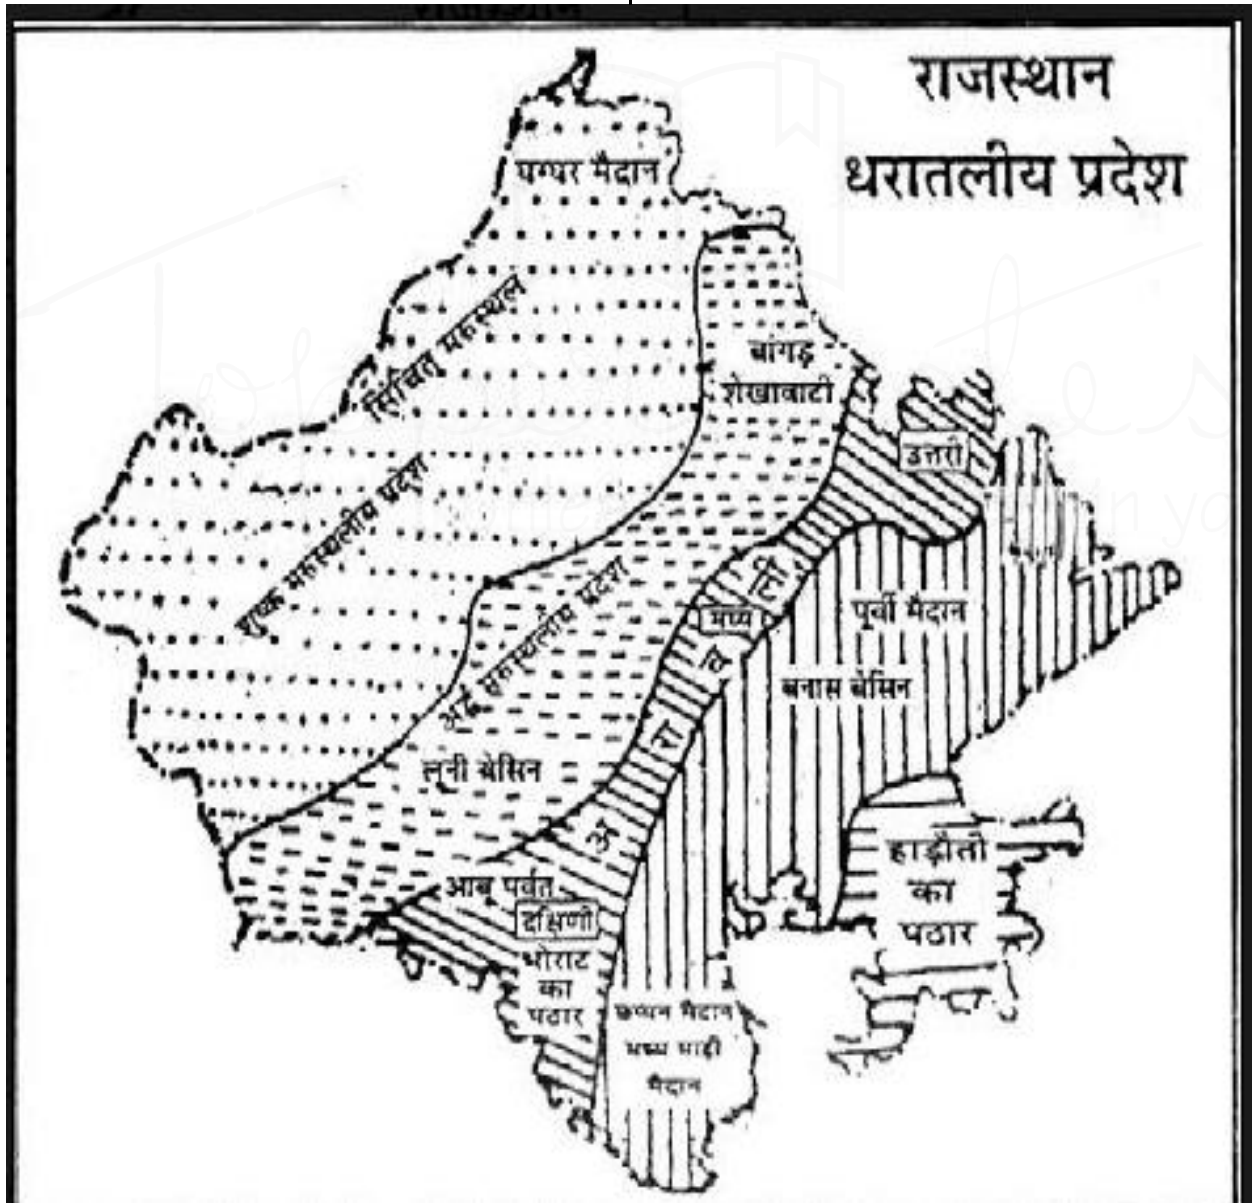 राजस्थान
धरातलीय प्रदेश
घग्घर मैदान
सिंचित मरुस्थल
बांगड़
शेखावाटी
उत्तरी
शुष्क मरुस्थलीय प्रदेश
अर्द्ध मरुस्थलीय प्रदेश
पूर्वी मैदान
मध्य
बनास बेसिन
अ रा व ली
लूनी बेसिन
हाड़ौती
का
पठार
आबू पर्वत
दक्षिणी
भोराट
का
पठार
छप्पन मैदान
मध्य माही
मैदान